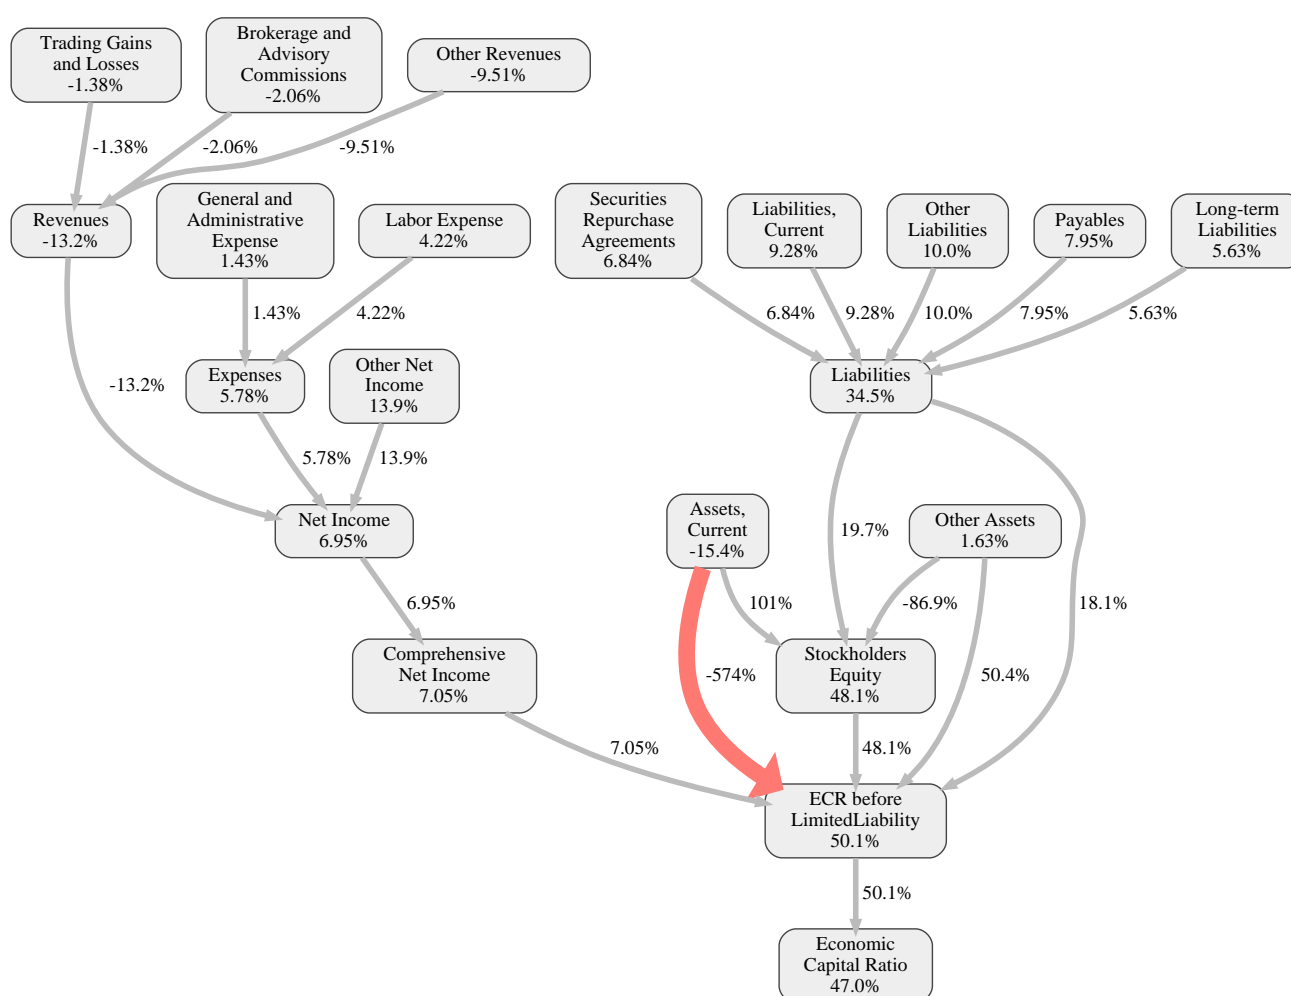 Trading Gains
and Losses
-1.38%
Brokerage and
Advisory
Commissions
-2.06%
Other Revenues
-9.51%
-1.38%
-2.06%
-9.51%
Revenues
-13.2%
General and
Administrative
Expense
1.43%
Labor Expense
4.22%
Securities
Repurchase
Agreements
6.84%
Liabilities,
Current
9.28%
Other
Liabilities
10.0%
Payables
7.95%
Long-term
Liabilities
5.63%
1.43%
4.22%
6.84%
9.28%
10.0%
7.95%
5.63%
-13.2%
Expenses
5.78%
Other Net
Income
13.9%
Liabilities
34.5%
5.78%
13.9%
Net Income
6.95%
Assets,
Current
-15.4%
19.7%
Other Assets
1.63%
6.95%
101%
-86.9%
18.1%
Comprehensive
Net Income
7.05%
-574%
Stockholders
Equity
48.1%
50.4%
7.05%
48.1%
ECR before
LimitedLiability
50.1%
50.1%
Economic
Capital Ratio
47.0%